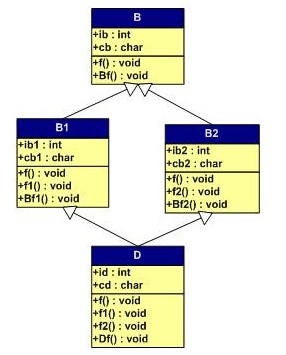 B
+ib : int
+cb : char
+f() : void
+Bf() : void
B1
+ib1 : int
+cb1 : char
+f() : void
+f1() : void
+Bf1() : void
B2
+ib2 : int
+cb2 : char
+f() : void
+f2() : void
+Bf2() : void
D
+id : int
+cd : char
+f() : void
+f1() : void
+f2() : void
+Df() : void